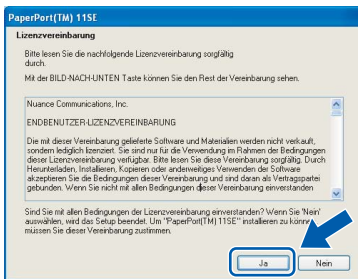 PaperPort(TM) 11SE
Lizenzvereinbarung
Bitte lesen Sie die nachfolgende Lizenzvereinbarung sorgfältig
durch.
Mit der BILD-NACH-UNTEN Taste können Sie den Rest der Vereinbarung sehen.
Nuance Communications, Inc.
ENDBENUTZER-LIZENZVEREINBARUNG
Die mit dieser Vereinbarung gelieferte Software und Materialien werden nicht verkauft,
sondern lediglich lizenziert. Sie sind nur für die Verwendung im Rahmen der Bedingungen
dieser Lizenzvereinbarung verfügbar. Bitte lesen Sie diese Vereinbarung sorgfältig. Durch
Herunterladen, Installieren, Kopieren oder anderweitiges Verwenden der Software
akzeptieren Sie die Bedingungen dieser Vereinbarung und sind daran als Vertragspartei
gebunden. Wenn Sie nicht mit allen Bedingungen dieser Vereinbarung einverstanden
Sind Sie mit allen Bedingungen der Lizenzvereinbarung einverstanden? Wenn Sie 'Nein'
auswählen, wird das Setup beendet. Um "PaperPort(TM) 11SE" installieren zu
müssen Sie dieser Vereinbarung zustimmen.
Ja
Nein